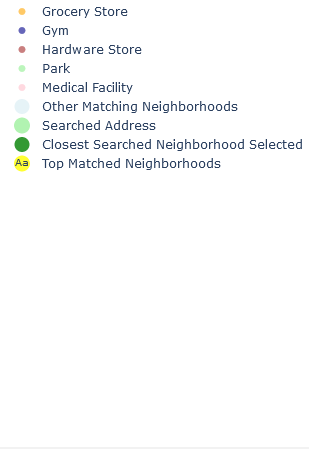 Grocery Store
Gym
Hardware Store
Park
Medical Facility
Other Matching Neighborhoods
Searched Address
Closest Searched Neighborhood Selected
Aa Top Matched Neighborhoods